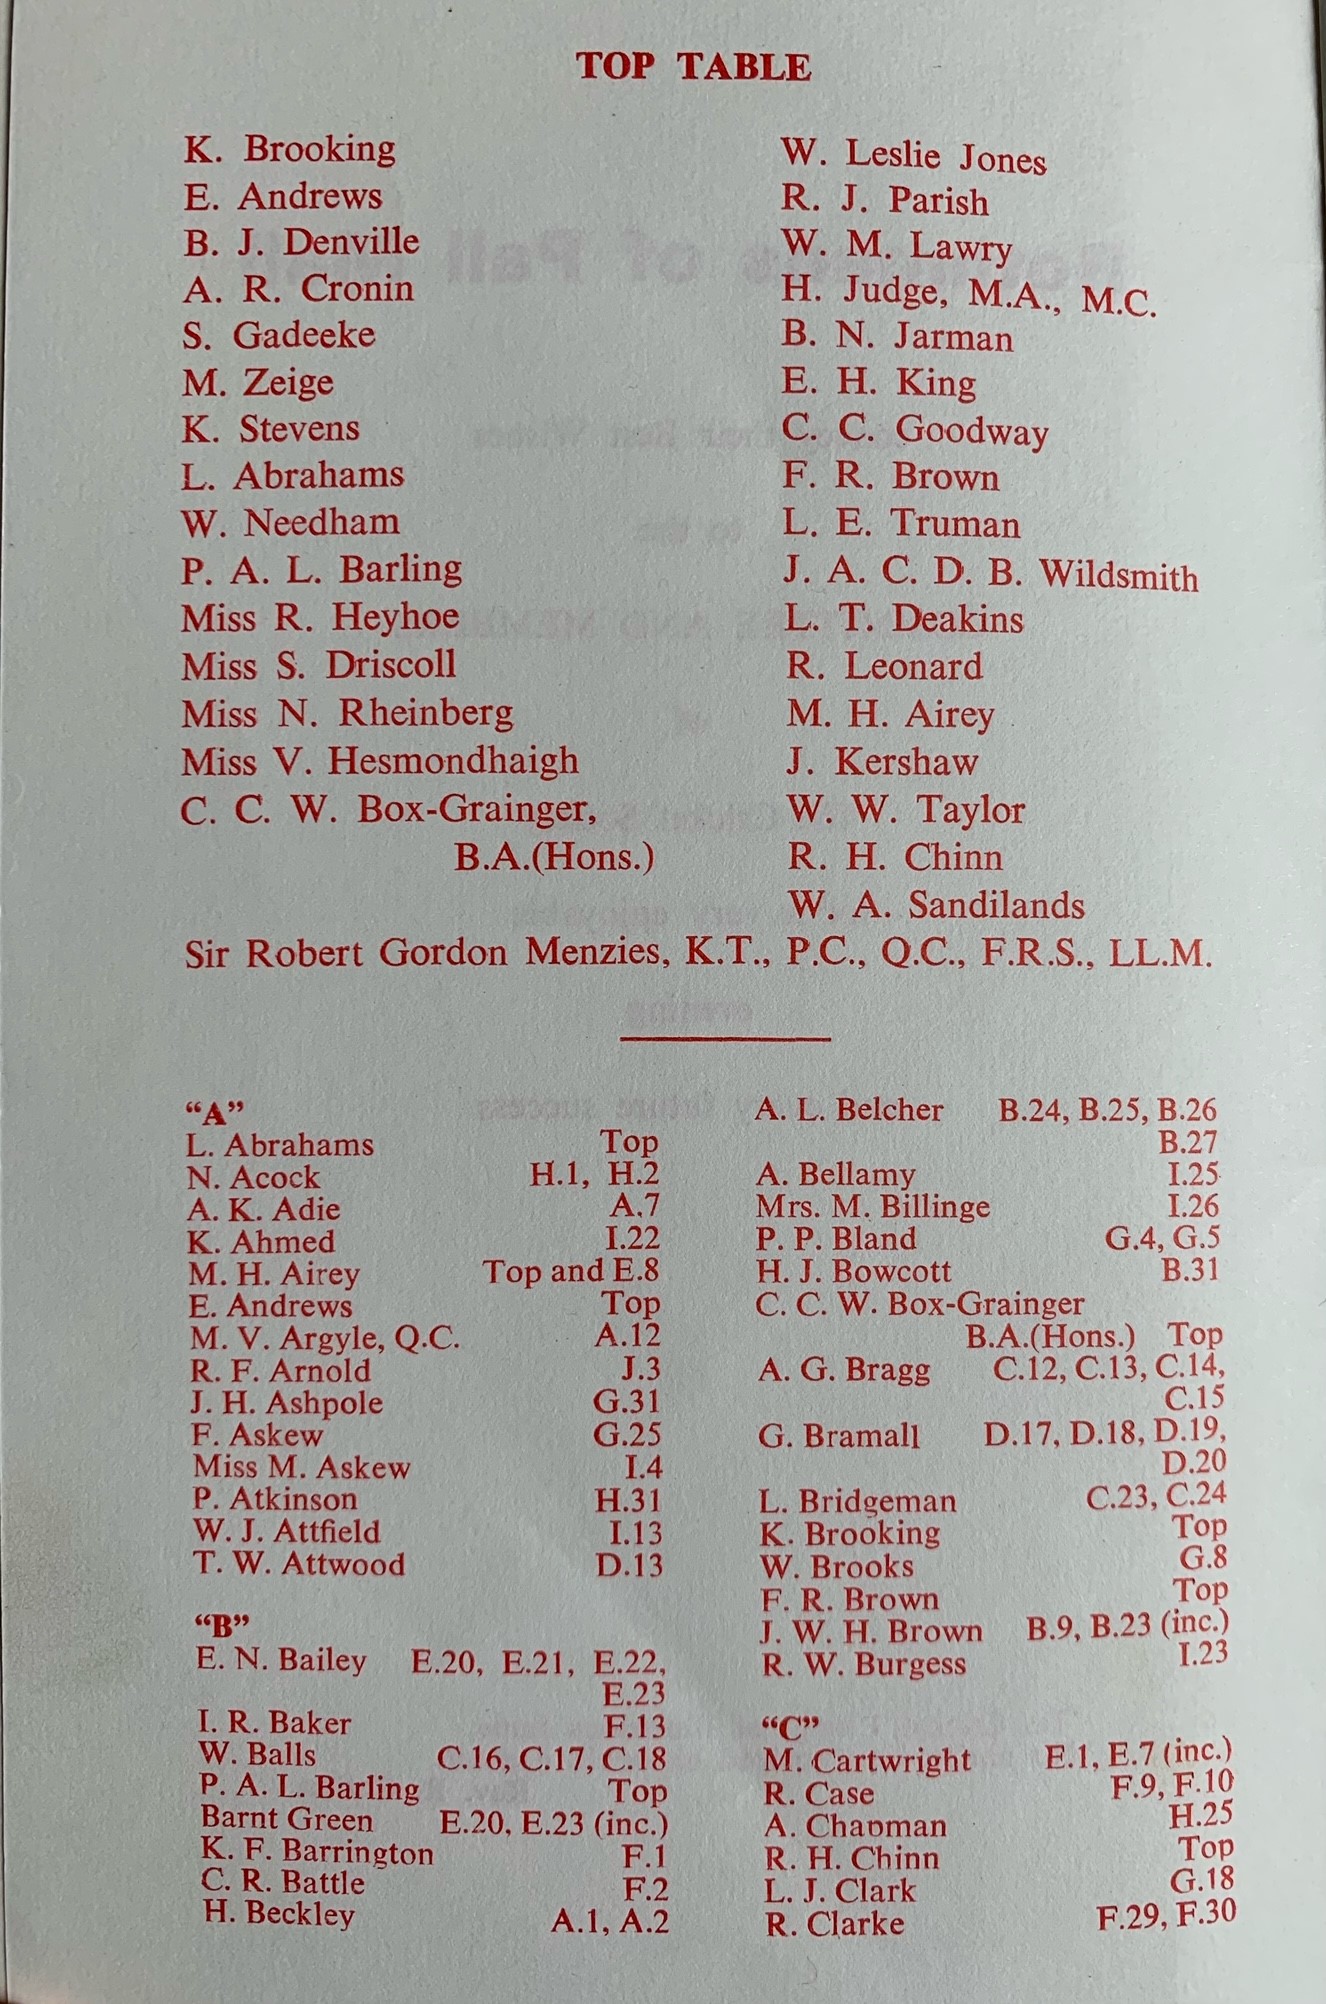 TOP TABLE
K. Brooking
E. Andrews
B. J. Denville
A. R. Cronin
S. Gadeeke
M. Zeige
K. Stevens
L. Abrahams
W. Needham
P. A. L. Barling
Miss R. Heyhoe
Miss S. Driscoll
Miss N. Rheinberg
Miss V. Hesmondhaigh
C. C. W. Box-Grainger,
B.A.(Hons.)
W. Leslie Jones
R. J. Parish
W. M. Lawry
H. Judge, M.A., M.C.
B. N. Jarman
E. H. King
C. C. Goodway
F. R. Brown
L. E. Truman
J. A. C. D. B. Wildsmith
L. T. Deakins
R. Leonard
M. H. Airey
J. Kershaw
W. W. Taylor
R. H. Chinn
W. A. Sandilands
Sir Robert Gordon Menzies, K.T., P.C., Q.C., F.R.S., LL.M.
“A”
L. Abrahams Top
N. Acock H.1, H.2
A. K. Adie A.7
K. Ahmed I.22
M. H. Airey Top and E.8
E. Andrews Top
M. V. Argyle, Q.C. A.12
R. F. Arnold J.3
J. H. Ashpole G.31
F. Askew G.25
Miss M. Askew I.4
P. Atkinson H.31
W. J. Attfield I.13
T. W. Attwood D.13
“B”
E. N. Bailey E.20, E.21, E.22,
E.23
I. R. Baker F.13
W. Balls C.16, C.17, C.18
P. A. L. Barling Top
Barnt Green E.20, E.23 (inc.)
K. F. Barrington F.1
C. R. Battle F.2
H. Beckley A.1, A.2
A. L. Belcher B.24, B.25, B.26
B.27
A. Bellamy I.25
Mrs. M. Billinge I.26
P. P. Bland G.4, G.5
H. J. Bowcott B.31
C. C. W. Box-Grainger
B.A.(Hons.) Top
A. G. Bragg C.12, C.13, C.14,
C.15
G. Bramall D.17, D.18, D.19,
D.20
L. Bridgeman C.23, C.24
K. Brooking Top
W. Brooks G.8
F. R. Brown Top
J. W. H. Brown B.9, B.23 (inc.)
R. W. Burgess I.23
“C”
M. Cartwright E.1, E.7 (inc.)
R. Case F.9, F.10
A. Chapman H.25
R. H. Chinn Top
L. J. Clark G.18
R. Clarke F.29, F.30